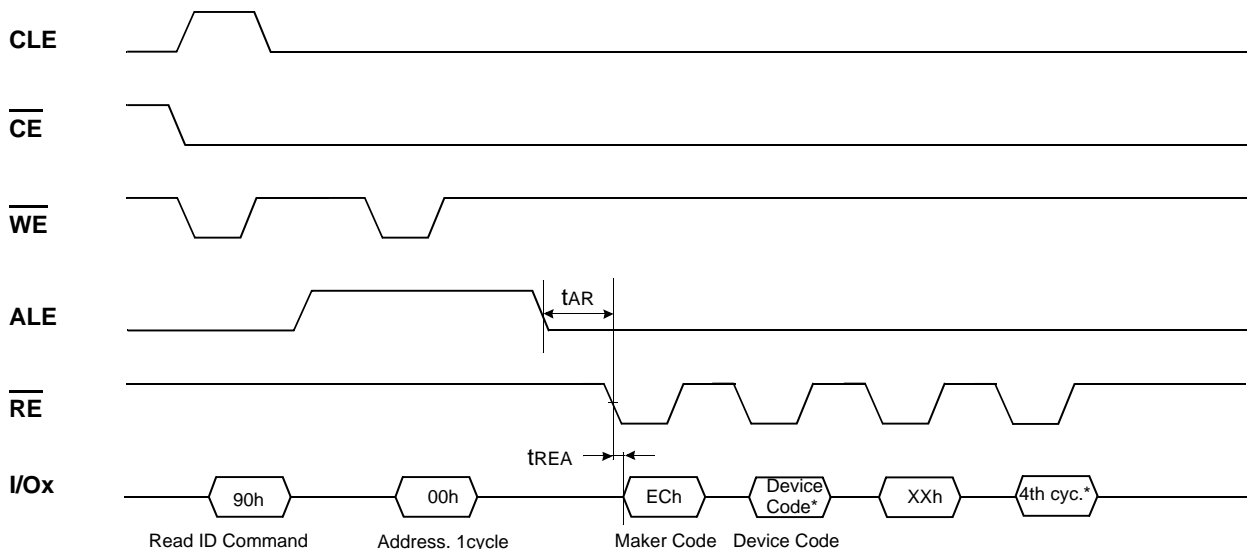 CLE
CE
WE
ALE
tAR
RE
tREA
I/Ox
90h
00h
ECh
Device
Code*
XXh
4th cyc.*
Read ID Command
Address. 1cycle
Maker Code
Device Code